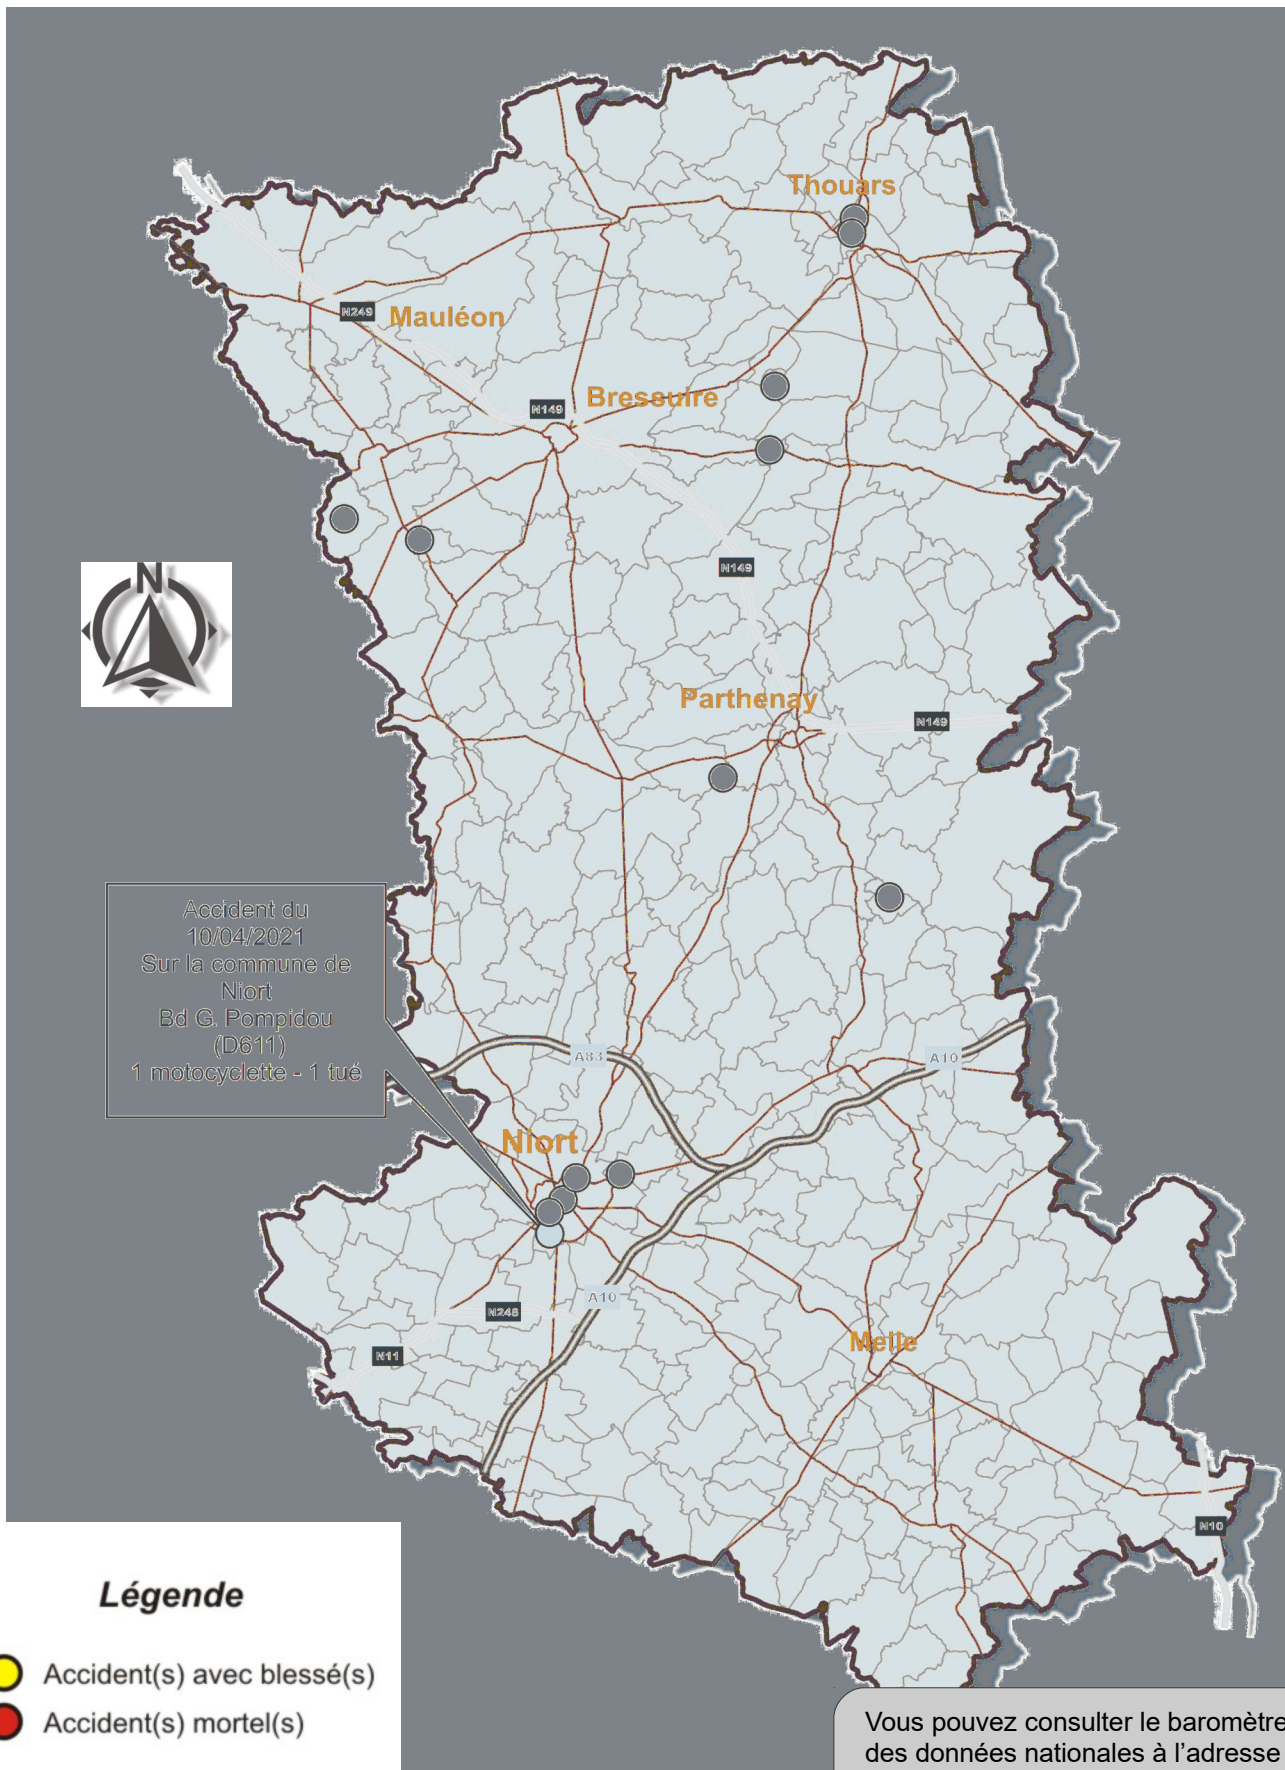 Thouars
N249
Mauléon
Bressuire
N149
N
N149
Parthenay
N149
Accident du
10/04/2021
Sur la commune de
Niort
Bd G. Pompidou
(D611)
1 motocyclette - 1 tué
A83
A10
Niort
A10
N248
N11
Melle
N10
Légende
Accident(s) avec blessé(s)
Accident(s) mortel(s)
Vous pouvez consulter le baromètre
des données nationales à l’adresse